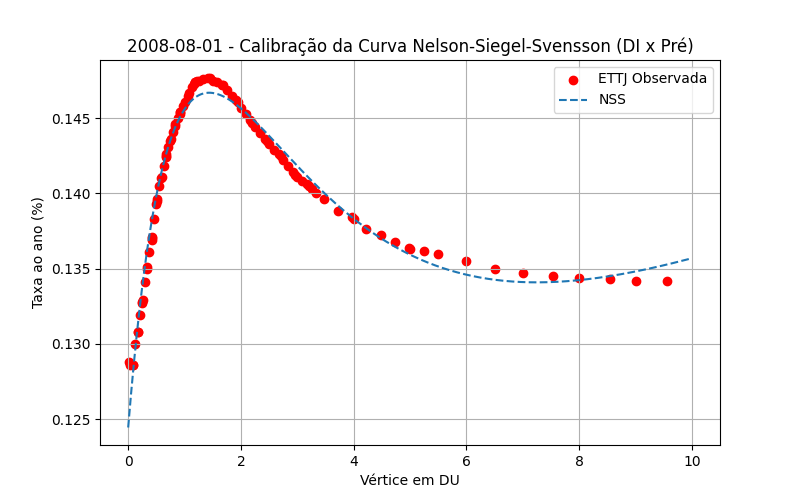 2008-08-01 - Calibração da Curva Nelson-Siegel-Svensson (DI x Pré)
ETTJ Observada
NSS
Taxa ao ano (%)
0.145
0.140
0.135
0.130
0.125
0 2 4 6 8 10
Vértice em DU